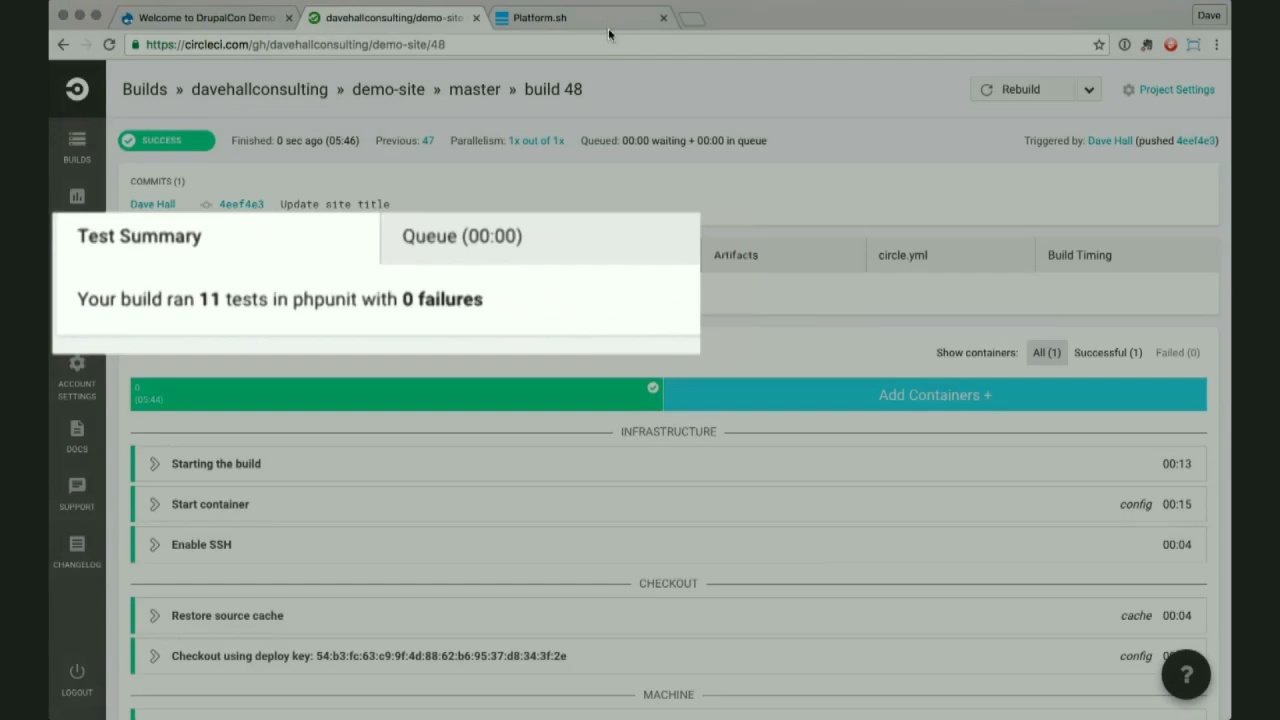 Welcome to DrupalCon Demo
davehallconsulting/demo-site
Platform.sh
Dave
https://circleci.com/gh/davehallconsulting/demo-site/48
Builds » davehallconsulting » demo-site » master » build 48
Rebuild
Project Settings
BUILDS
SUCCESS
Finished: 0 sec ago (05:46)
Previous: 47
Parallelism: 1x out of 1x
Queued: 00:00 waiting + 00:00 in queue
Triggered by: Dave Hall (pushed 4eef4e3)
COMMITS (1)
Dave Hall 4eef4e3 Update site title
Test Summary
Queue (00:00)
Artifacts
circle.yml
Build Timing
Your build ran 11 tests in phpunit with 0 failures
Show containers: All (1) Successful (1) Failed (0)
ACCOUNT
SETTINGS
0
(05:44)
Add Containers +
INFRASTRUCTURE
DOCS
Starting the build 00:13
SUPPORT
Start container config 00:15
Enable SSH 00:04
CHANGELOG
CHECKOUT
Restore source cache cache 00:04
Checkout using deploy key: 54:b3:fc:63:c9:9f:4d:88:62:b6:95:37:d8:34:3f:2e config
?
LOGOUT
MACHINE